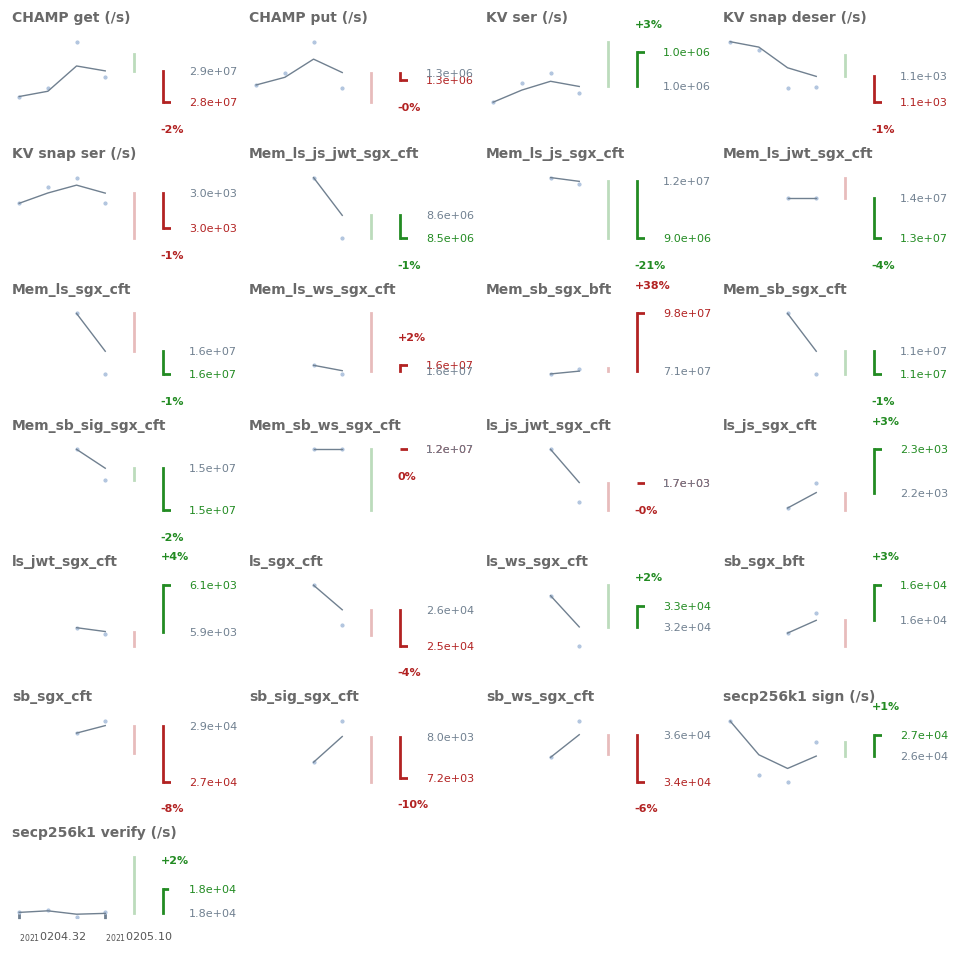 CHAMP get (/s)
2.9e+07
2.8e+07
-2%
CHAMP put (/s)
1.3e+06
1.3e+06
-0%
KV ser (/s)
+3%
1.0e+06
1.0e+06
KV snap deser (/s)
1.1e+03
1.1e+03
-1%
KV snap ser (/s)
3.0e+03
3.0e+03
-1%
Mem_ls_js_jwt_sgx_cft
8.6e+06
8.5e+06
-1%
Mem_ls_js_sgx_cft
1.2e+07
9.0e+06
-21%
Mem_ls_jwt_sgx_cft
1.4e+07
1.3e+07
-4%
Mem_ls_sgx_cft
1.6e+07
1.6e+07
-1%
Mem_ls_ws_sgx_cft
+2%
1.6e+07
1.6e+07
Mem_sb_sgx_bft
+38%
9.8e+07
7.1e+07
Mem_sb_sgx_cft
1.1e+07
1.1e+07
-1%
Mem_sb_sig_sgx_cft
1.5e+07
1.5e+07
-2%
Mem_sb_ws_sgx_cft
1.2e+07
0%
ls_js_jwt_sgx_cft
1.7e+03
-0%
ls_js_sgx_cft
+3%
2.3e+03
2.2e+03
ls_jwt_sgx_cft
+4%
6.1e+03
5.9e+03
ls_sgx_cft
2.6e+04
2.5e+04
-4%
ls_ws_sgx_cft
+2%
3.3e+04
3.2e+04
sb_sgx_bft
+3%
1.6e+04
1.6e+04
sb_sgx_cft
2.9e+04
2.7e+04
-8%
sb_sig_sgx_cft
8.0e+03
7.2e+03
-10%
sb_ws_sgx_cft
3.6e+04
3.4e+04
-6%
secp256k1 sign (/s)
+1%
2.7e+04
2.6e+04
secp256k1 verify (/s)
+2%
1.8e+04
1.8e+04
20210204.32 20210205.10